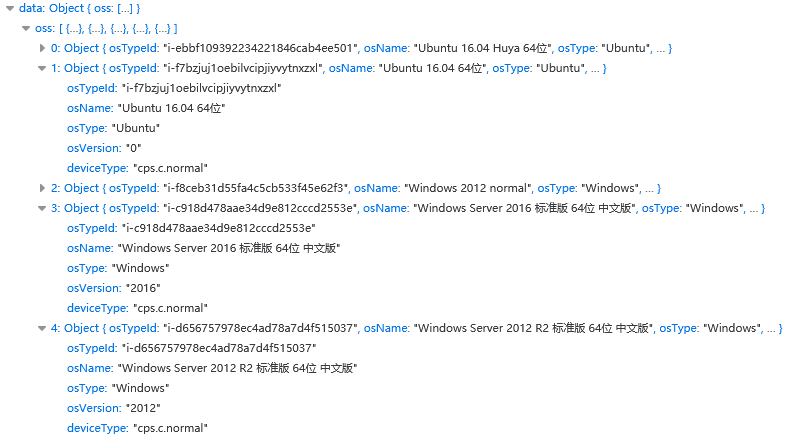 data: Object { oss: [...] }
oss: [ {...}, {...}, {...}, {...}, {...} ]
0: Object { osTypeId: "i-ebbf109392234221846cab4ee501", osName: "Ubuntu 16.04 Huya 64位", osType: "Ubuntu", ... }
1: Object { osTypeId: "i-f7bzjuj1oebilvcipjiyvytnxzxl", osName: "Ubuntu 16.04 64位", osType: "Ubuntu", ... }
osTypeId: "i-f7bzjuj1oebilvcipjiyvytnxzxl"
osName: "Ubuntu 16.04 64位"
osType: "Ubuntu"
osVersion: "0"
deviceType: "cps.c.normal"
2: Object { osTypeId: "i-f8ceb31d55fa4c5cb533f45e62f3", osName: "Windows 2012 normal", osType: "Windows", ... }
3: Object { osTypeId: "i-c918d478aae34d9e812cccd2553e", osName: "Windows Server 2016 标准版 64位 中文版", osType: "Windows", ... }
osTypeId: "i-c918d478aae34d9e812cccd2553e"
osName: "Windows Server 2016 标准版 64位 中文版"
osType: "Windows"
osVersion: "2016"
deviceType: "cps.c.normal"
4: Object { osTypeId: "i-d656757978ec4ad78a7d4f515037", osName: "Windows Server 2012 R2 标准版 64位 中文版", osType: "Windows", ... }
osTypeId: "i-d656757978ec4ad78a7d4f515037"
osName: "Windows Server 2012 R2 标准版 64位 中文版"
osType: "Windows"
osVersion: "2012"
deviceType: "cps.c.normal"